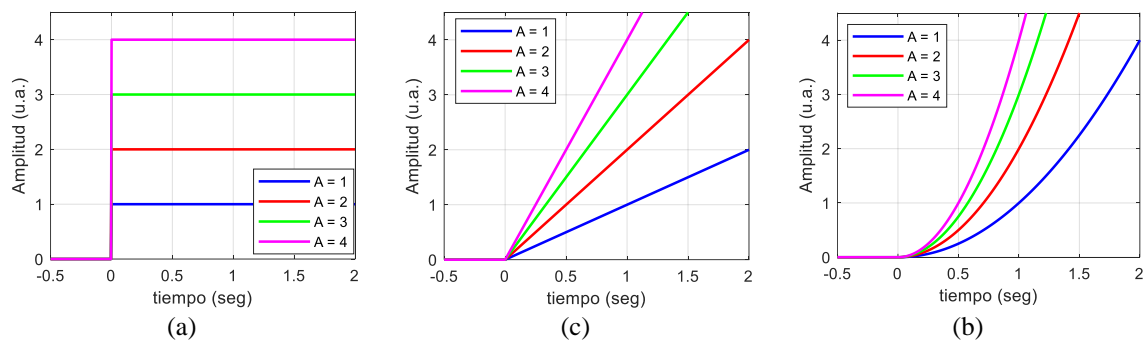 4
3
2
1
0
Amplitud (u.a.)
A = 1
A = 2
A = 3
A = 4
-0.5 0 0.5 1 1.5 2
tiempo (seg)
(a)
4
3
2
1
0
Amplitud (u.a.)
A = 1
A = 2
A = 3
A = 4
-0.5 0 0.5 1 1.5 2
tiempo (seg)
(c)
4
3
2
1
0
Amplitud (u.a.)
A = 1
A = 2
A = 3
A = 4
-0.5 0 0.5 1 1.5 2
tiempo (seg)
(b)